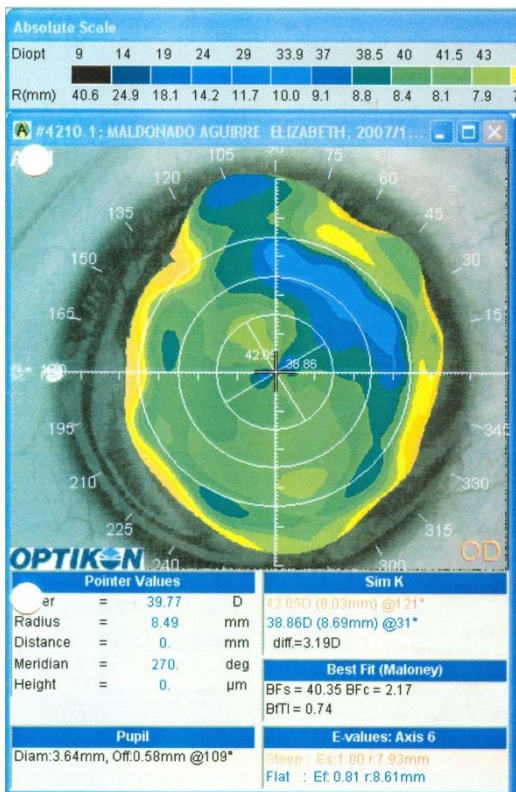 Absolute Scale
Diopt 9 14 19 24 29 33.9 37 38.5 40 41.5 43
R(mm) 40.6 24.9 18.1 14.2 11.7 10.0 9.1 8.8 8.4 8.1 7.9
A #4210.1; MALDONADO AGUIRRE ELIZABETH, 2007/1...
105 90 75
120 60
135 45
150 30
165 15
42.05 38.86
180
195 345
210 330
225 315
240 300
OPTIKON OD
Pointer Values
= 39.77 D
Radius = 8.49 mm
Distance = 0. mm
Meridian = 270. deg
Height = 0. µm
Sim K
42.05D (8.03mm) @121°
38.86D (8.69mm) @31°
diff.=3.19D
Best Fit (Maloney)
BFs = 40.35 BFc = 2.17
BfTI = 0.74
Pupil
Diam:3.64mm, Off:0.58mm @109°
E-values: Axis 6
Steep : Es:1.00 r:7.93mm
Flat : Ef: 0.81 r:8.61mm